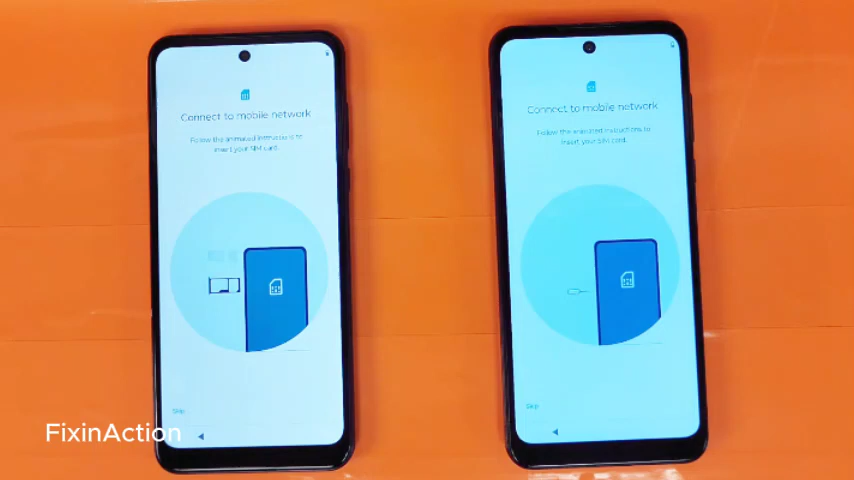 Connect to mobile network
Follow the animated instructions to
insert your SIM card.
Skip
Connect to mobile network
Follow the animated instructions to
insert your SIM card.
Skip
FixinAction